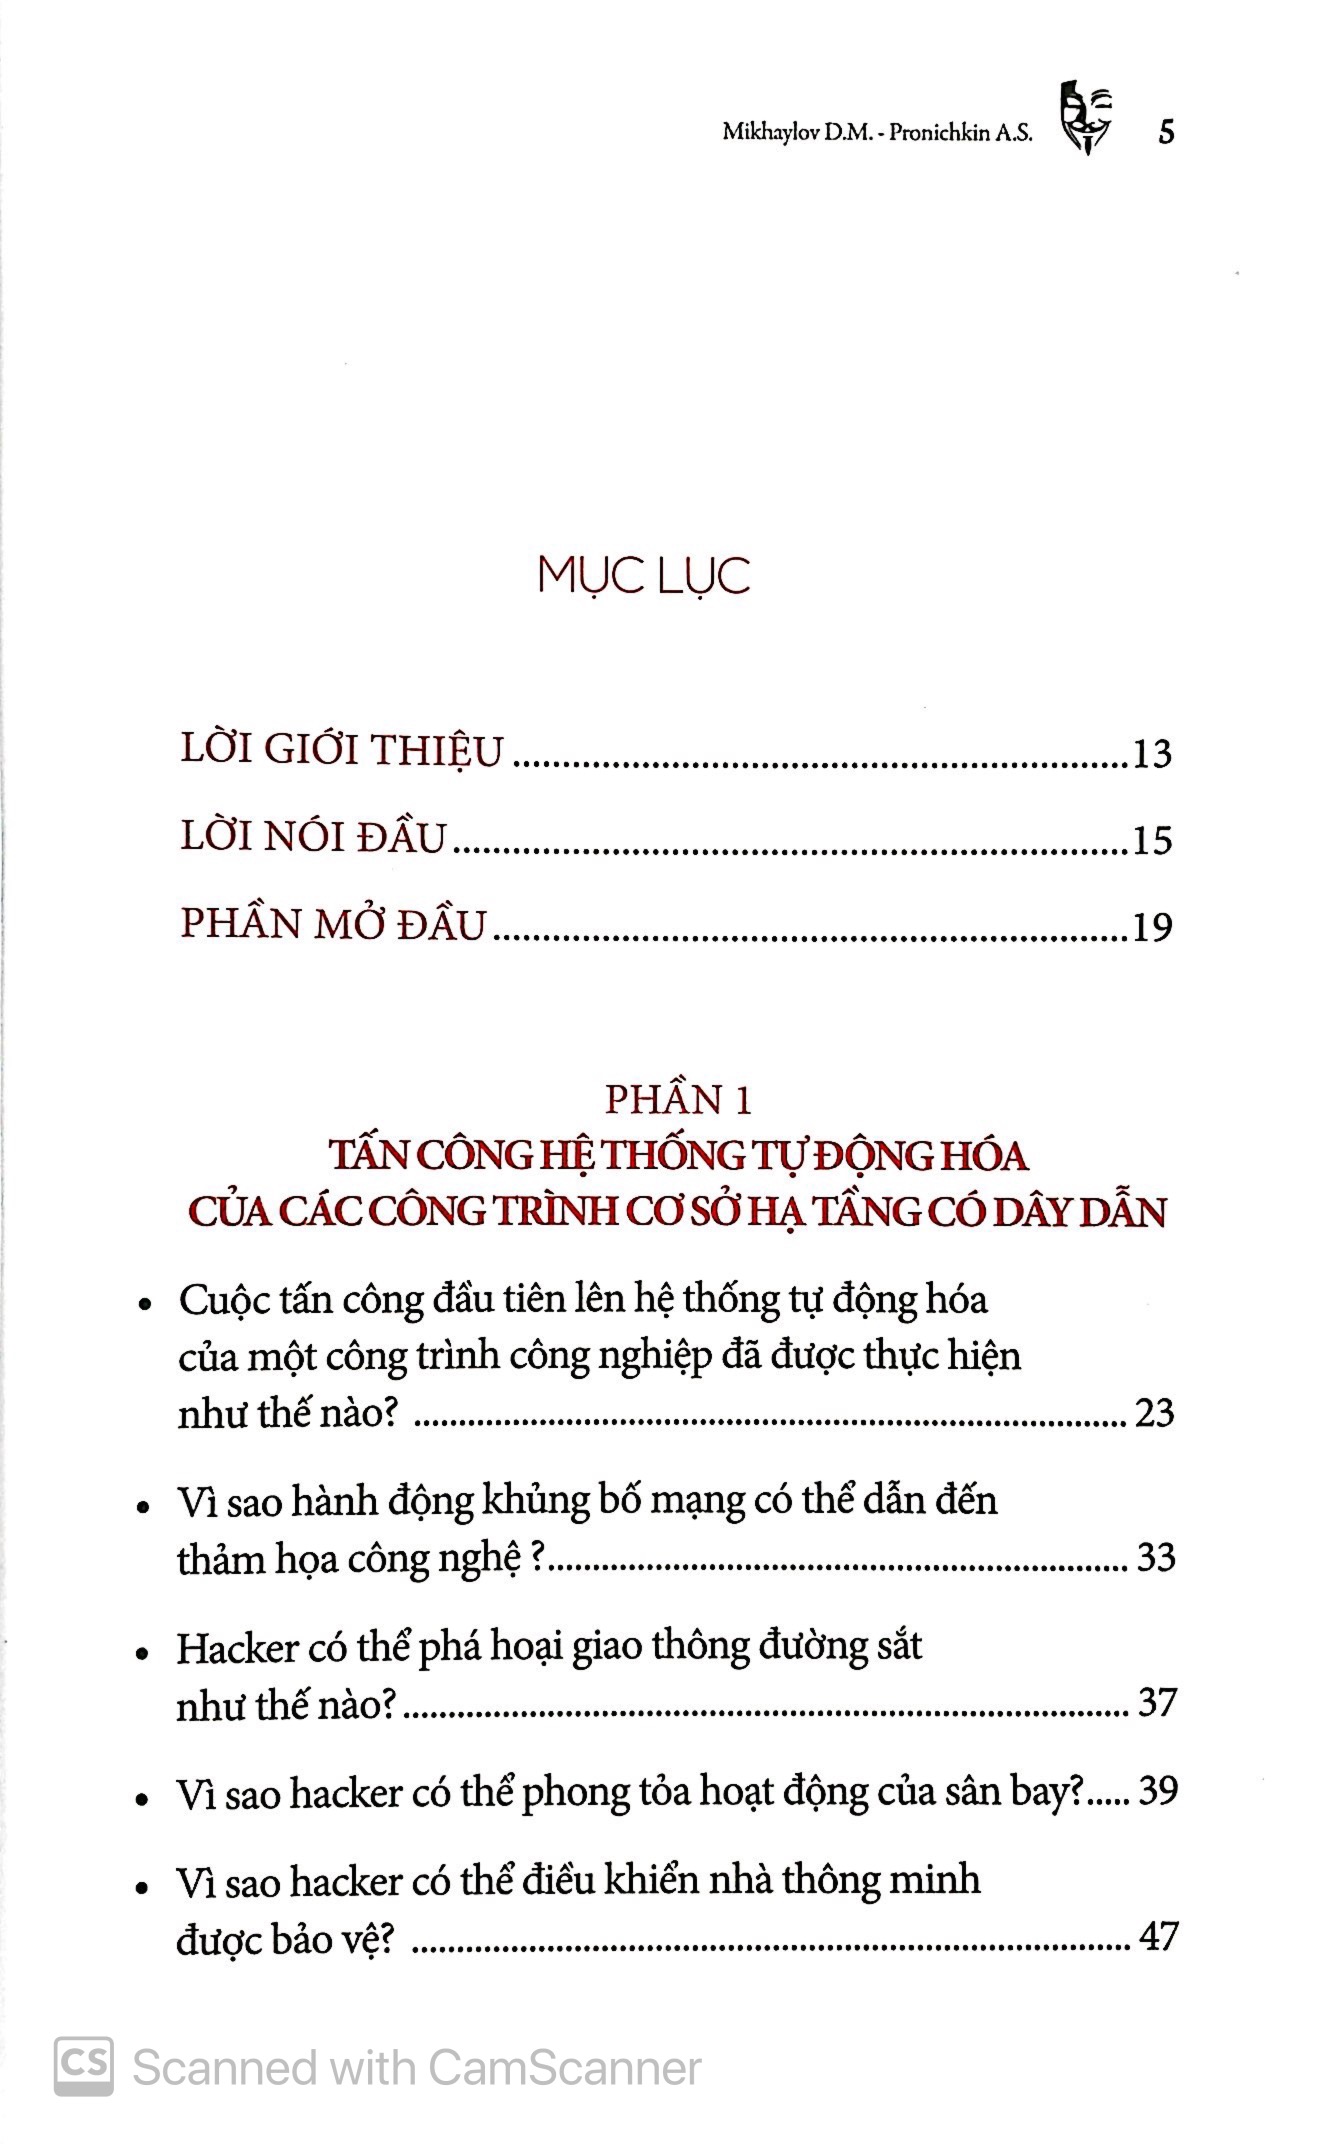 Mikhaylov D.M. - Pronichkin A.S. 5
MỤC LỤC
LỜI GIỚI THIỆU ..............................................................13
LỜI NÓI ĐẦU....................................................................15
PHẦN MỞ ĐẦU................................................................19
PHẦN 1
TẤN CÔNG HỆ THỐNG TỰ ĐỘNG HÓA
CỦA CÁC CÔNG TRÌNH CƠ SỞ HẠ TẦNG CÓ DÂY DẪN
• Cuộc tấn công đầu tiên lên hệ thống tự động hóa
của một công trình công nghiệp đã được thực hiện
như thế nào? ........................................................................ 23
• Vì sao hành động khủng bố mạng có thể dẫn đến
thảm họa công nghệ ?.......................................................... 33
• Hacker có thể phá hoại giao thông đường sắt
như thế nào?......................................................................... 37
• Vì sao hacker có thể phong tỏa hoạt động của sân bay?..... 39
• Vì sao hacker có thể điều khiển nhà thông minh
được bảo vệ? ........................................................................ 47
CS Scanned with CamScanner